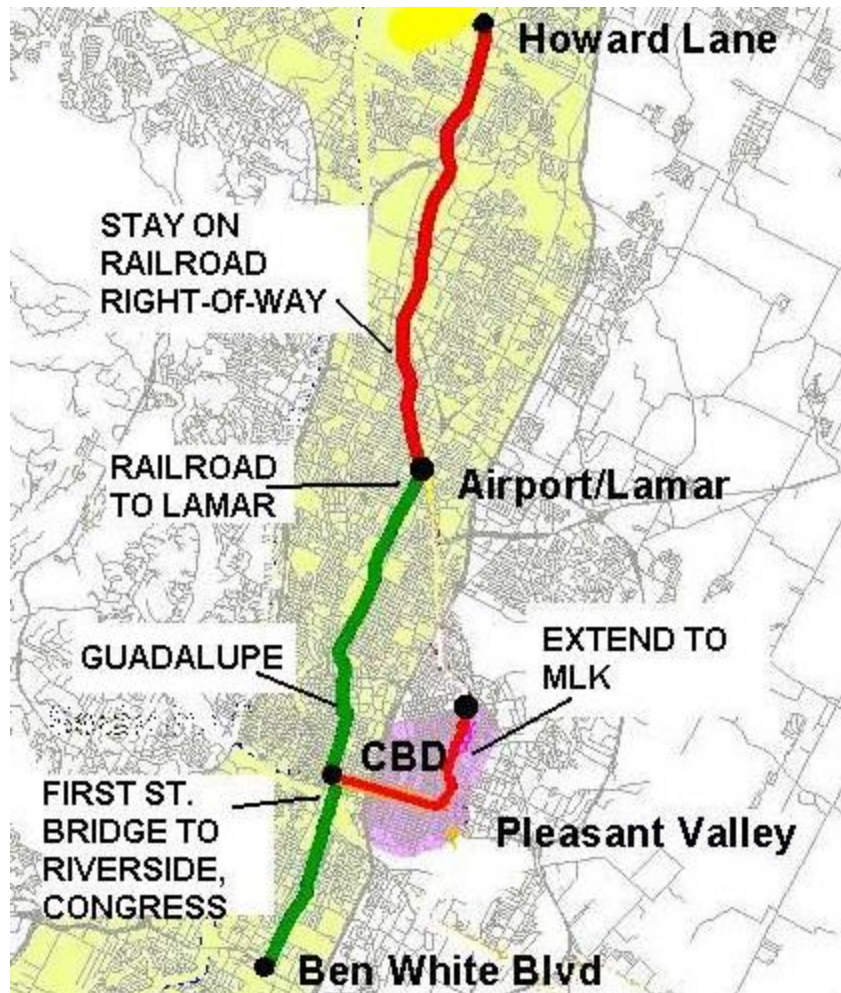 Howard Lane
STAY ON
RAILROAD
RIGHT-Of-WAY
RAILROAD
TO LAMAR
Airport/Lamar
EXTEND TO
MLK
GUADALUPE
CBD
FIRST ST.
BRIDGE TO
RIVERSIDE,
CONGRESS
Pleasant Valley
Ben White Blvd